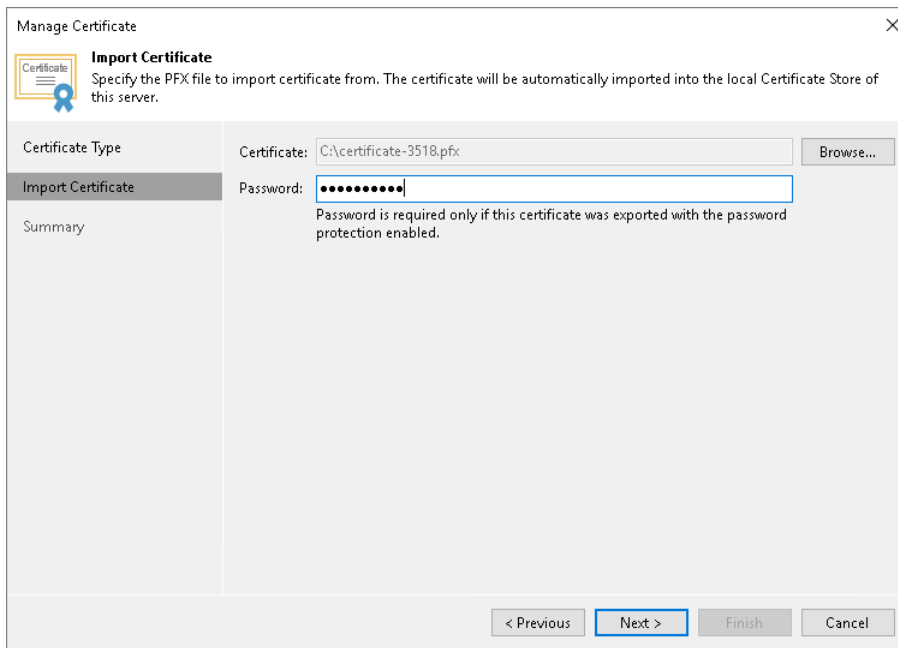 Manage Certificate
Certificate
Import Certificate
Specify the PFX file to import certificate from. The certificate will be automatically imported into the local Certificate Store of
this server.
Certificate Type
Import Certificate
Summary
Certificate: C:\certificate-3518.pfx Browse...
Password: ●●●●●●●●●●
Password is required only if this certificate was exported with the password
protection enabled.
< Previous Next > Finish Cancel